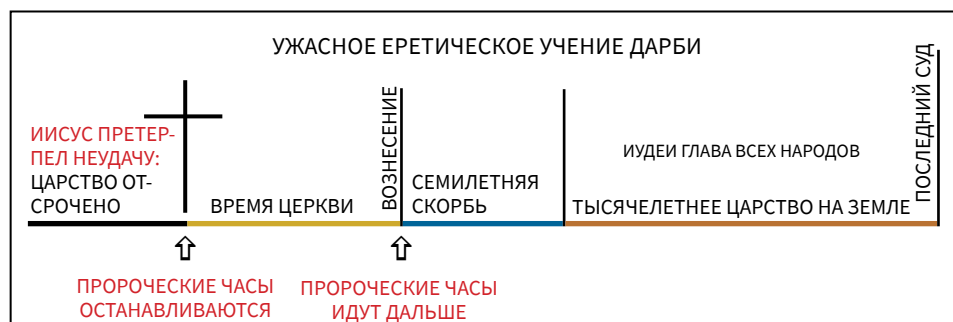 УЖАСНОЕ ЕРЕТИЧЕСКОЕ УЧЕНИЕ ДАРБИ
ИИСУС ПРЕТЕР-
ПЕЛ НЕУДАЧУ:
ЦАРСТВО ОТ-
СРОЧЕНО
ВРЕМЯ ЦЕРКВИ
ВОЗНЕСЕНИЕ
СЕМИЛЕТНЯЯ
СКОРБЬ
ИУДЕИ ГЛАВА ВСЕХ НАРОДОВ
ТЫСЯЧЕЛЕТНЕЕ ЦАРСТВО НА ЗЕМЛЕ
ПОСЛЕДНИЙ СУД
ПРОРОЧЕСКИЕ ЧАСЫ
ОСТАНАВЛИВАЮТСЯ
ПРОРОЧЕСКИЕ ЧАСЫ
ИДУТ ДАЛЬШЕ